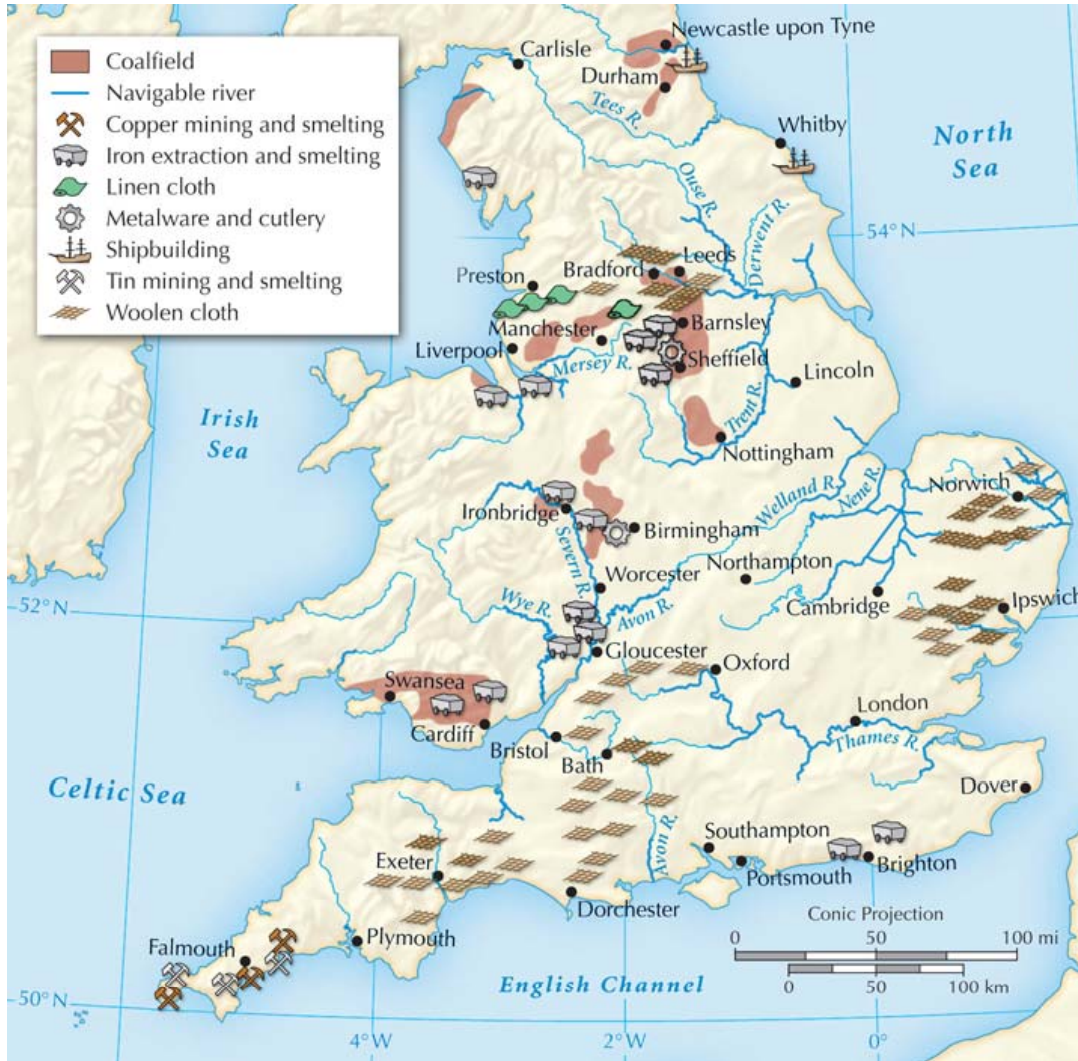 Coalfield
Navigable river
Copper mining and smelting
Iron extraction and smelting
Linen cloth
Metalware and cutlery
Shipbuilding
Tin mining and smelting
Woolen cloth
Newcastle upon Tyne
Carlisle
Durham
Tees R.
Whitby
North
Sea
Ouse R.
Derwent R.
54°N
Leeds
Bradford
Preston
Manchester
Barnsley
Liverpool
Mersey R.
Sheffield
Lincoln
Irish
Sea
Trent R.
Nottingham
Welland R.
Nene R.
Norwich
Ironbridge
Birmingham
Severn R.
Northampton
Worcester
Cambridge
Ipswich
52°N
Wye R.
Avon R.
Gloucester
Oxford
Swansea
London
Cardiff
Bristol
Thames R.
Bath
Celtic Sea
Dover
Avon R.
Southampton
Exeter
Portsmouth
Brighton
Dorchester
Conic Projection
Falmouth
Plymouth
0 50 100 mi
0 50 100 km
English Channel
50°N
4°W
2°W
0°